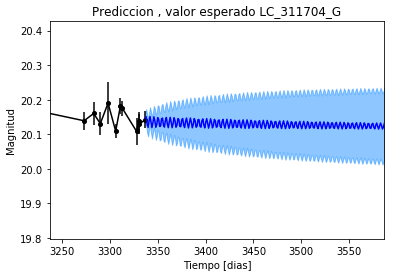 Prediccion , valor esperado LC_311704_G
20.4
20.3
20.2
20.1
20.0
19.9
19.8
Magnitud
3250 3300 3350 3400 3450 3500 3550
Tiempo [dias]